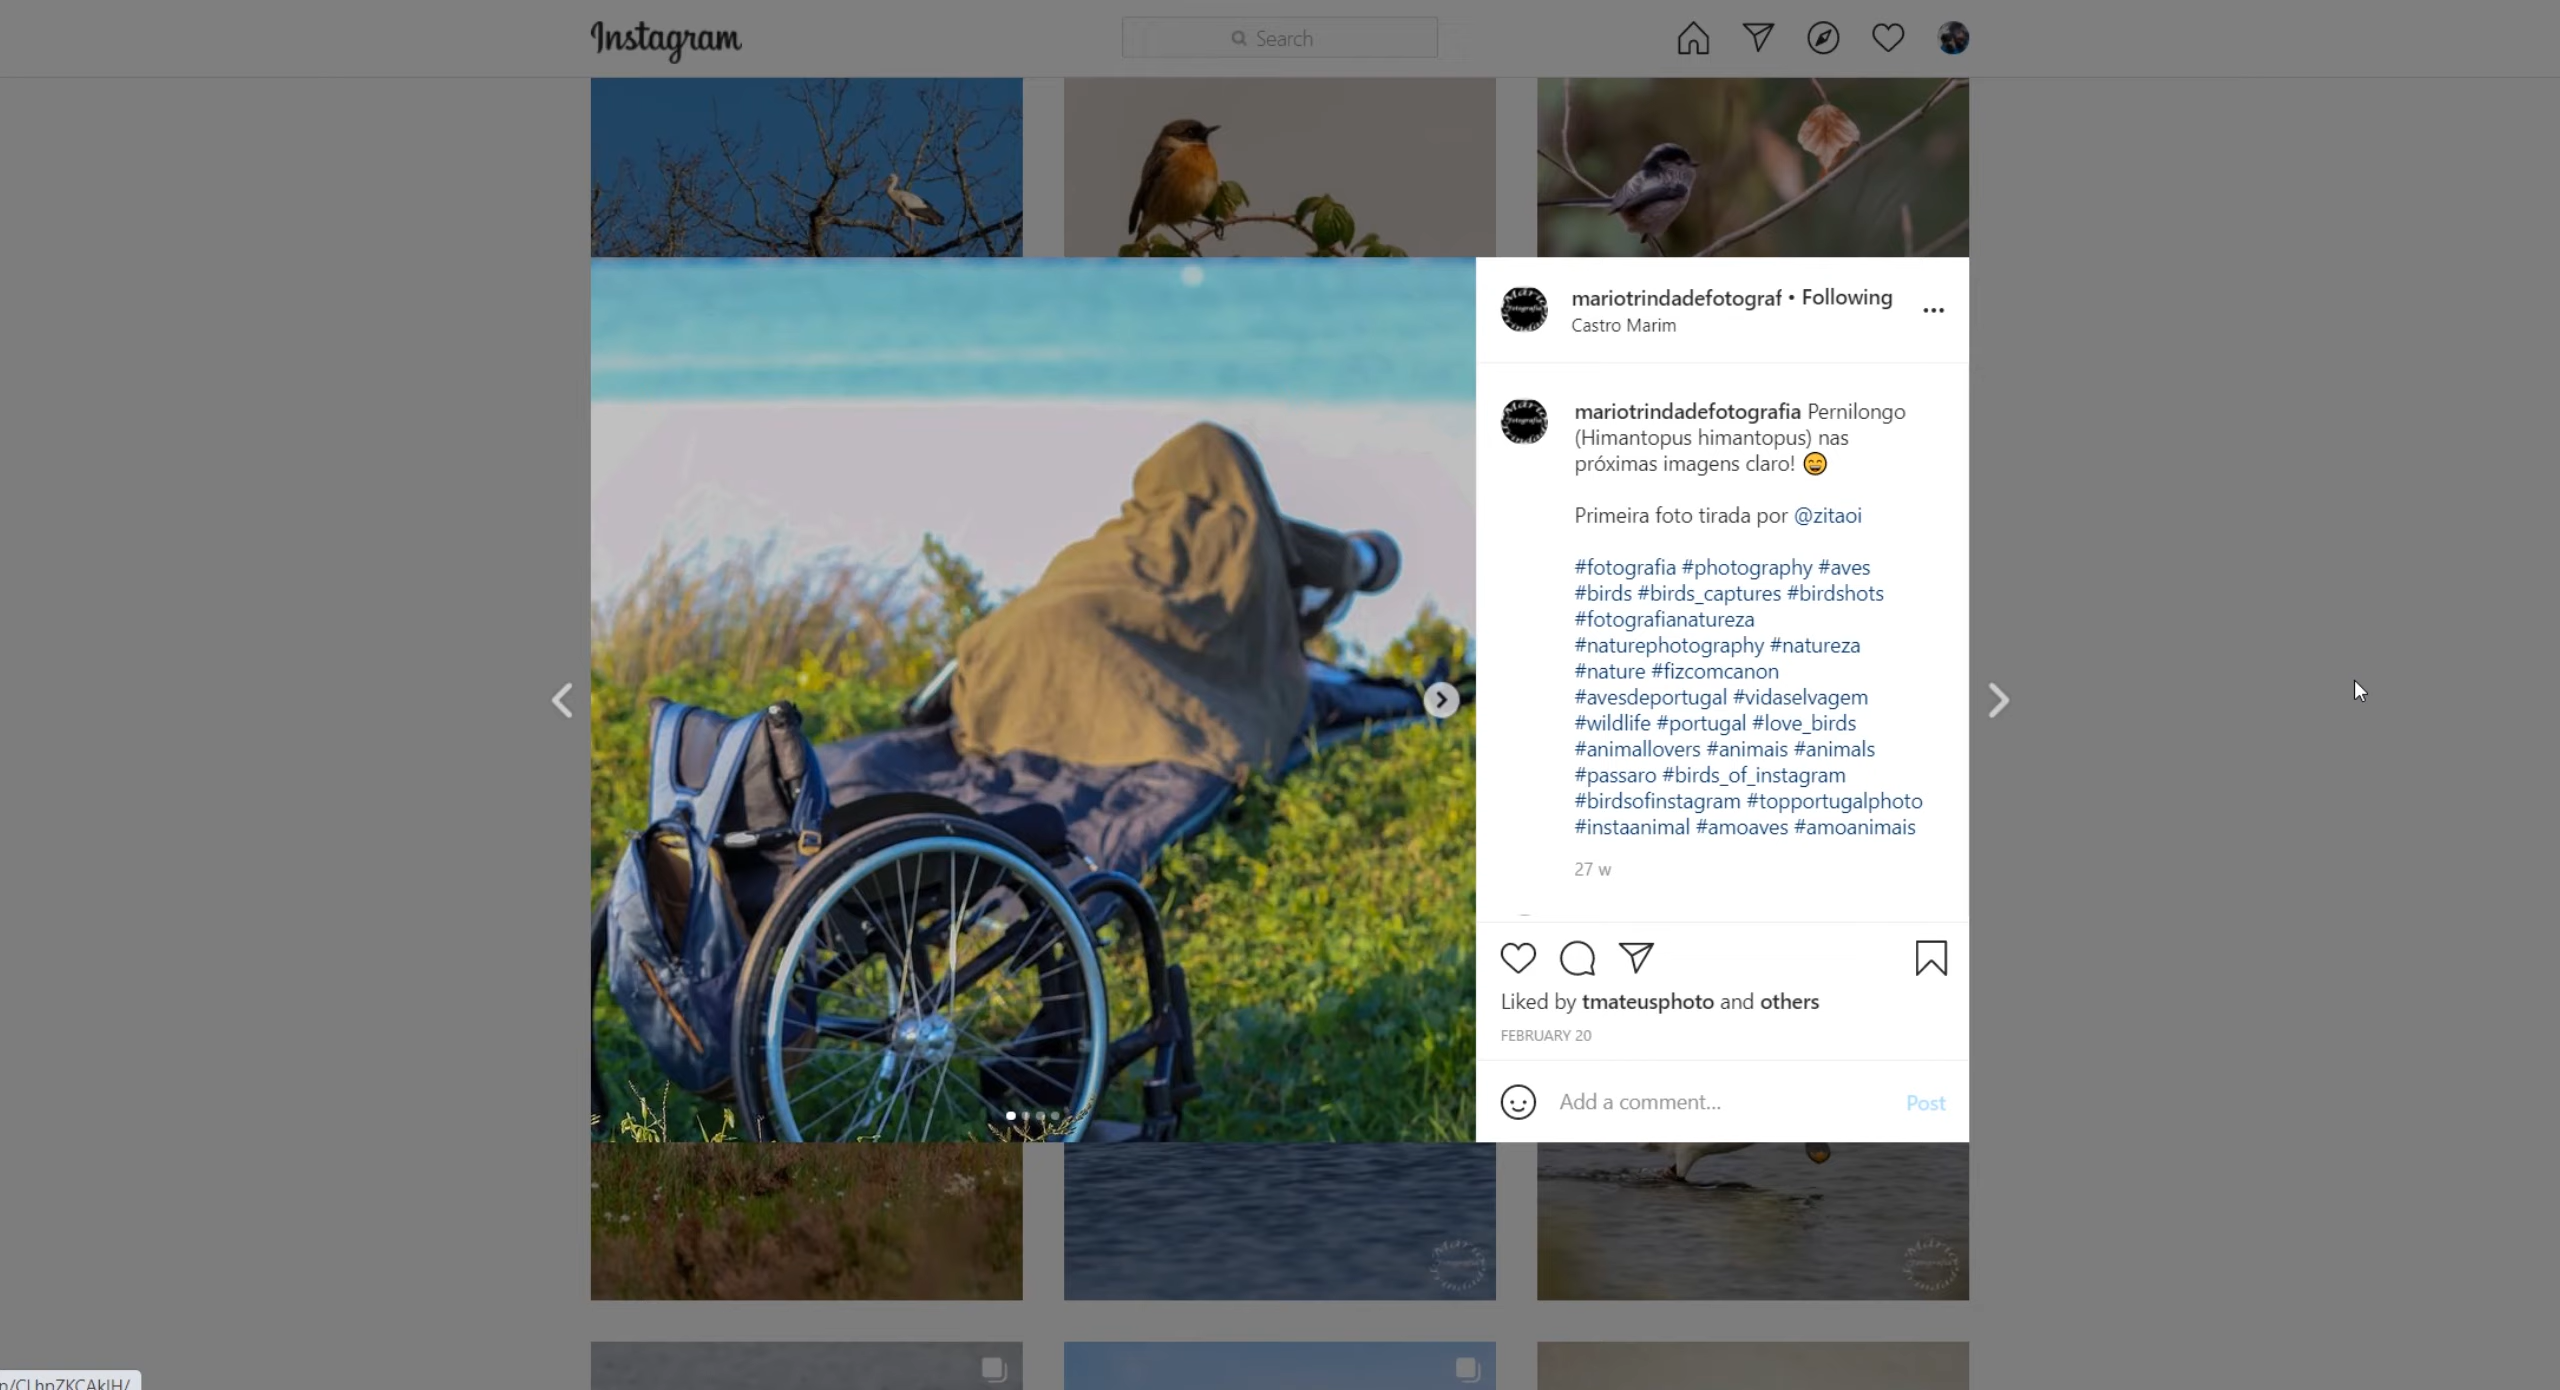 Instagram
Search
mariotrindadefotograf • Following
Castro Marim
mariotrindadefotografia Pernilongo
(Himantopus himantopus) nas
próximas imagens claro! 😄
Primeira foto tirada por @zitaoi
#fotografia #photography #aves
#birds #birds_captures #birdshots
#fotografianatureza
#naturephotography #natureza
#nature #fizcomcanon
#avesdeportugal #vidaselvagem
#wildlife #portugal #love_birds
#animallovers #animais #animals
#passaro #birds_of_instagram
#birdsofinstagram #topportugalphoto
#instaanimal #amoaves #amoanimais
27 w
Liked by tmateusphoto and others
FEBRUARY 20
Add a comment...
Post